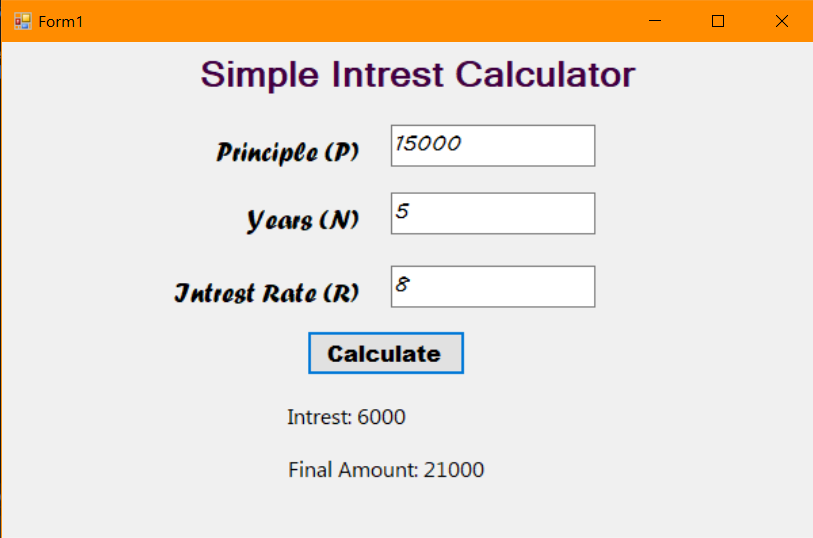 Form1
Simple Intrest Calculator
Principle (P) 15000
Years (N) 5
Intrest Rate (R) 8
Calculate
Intrest: 6000
Final Amount: 21000